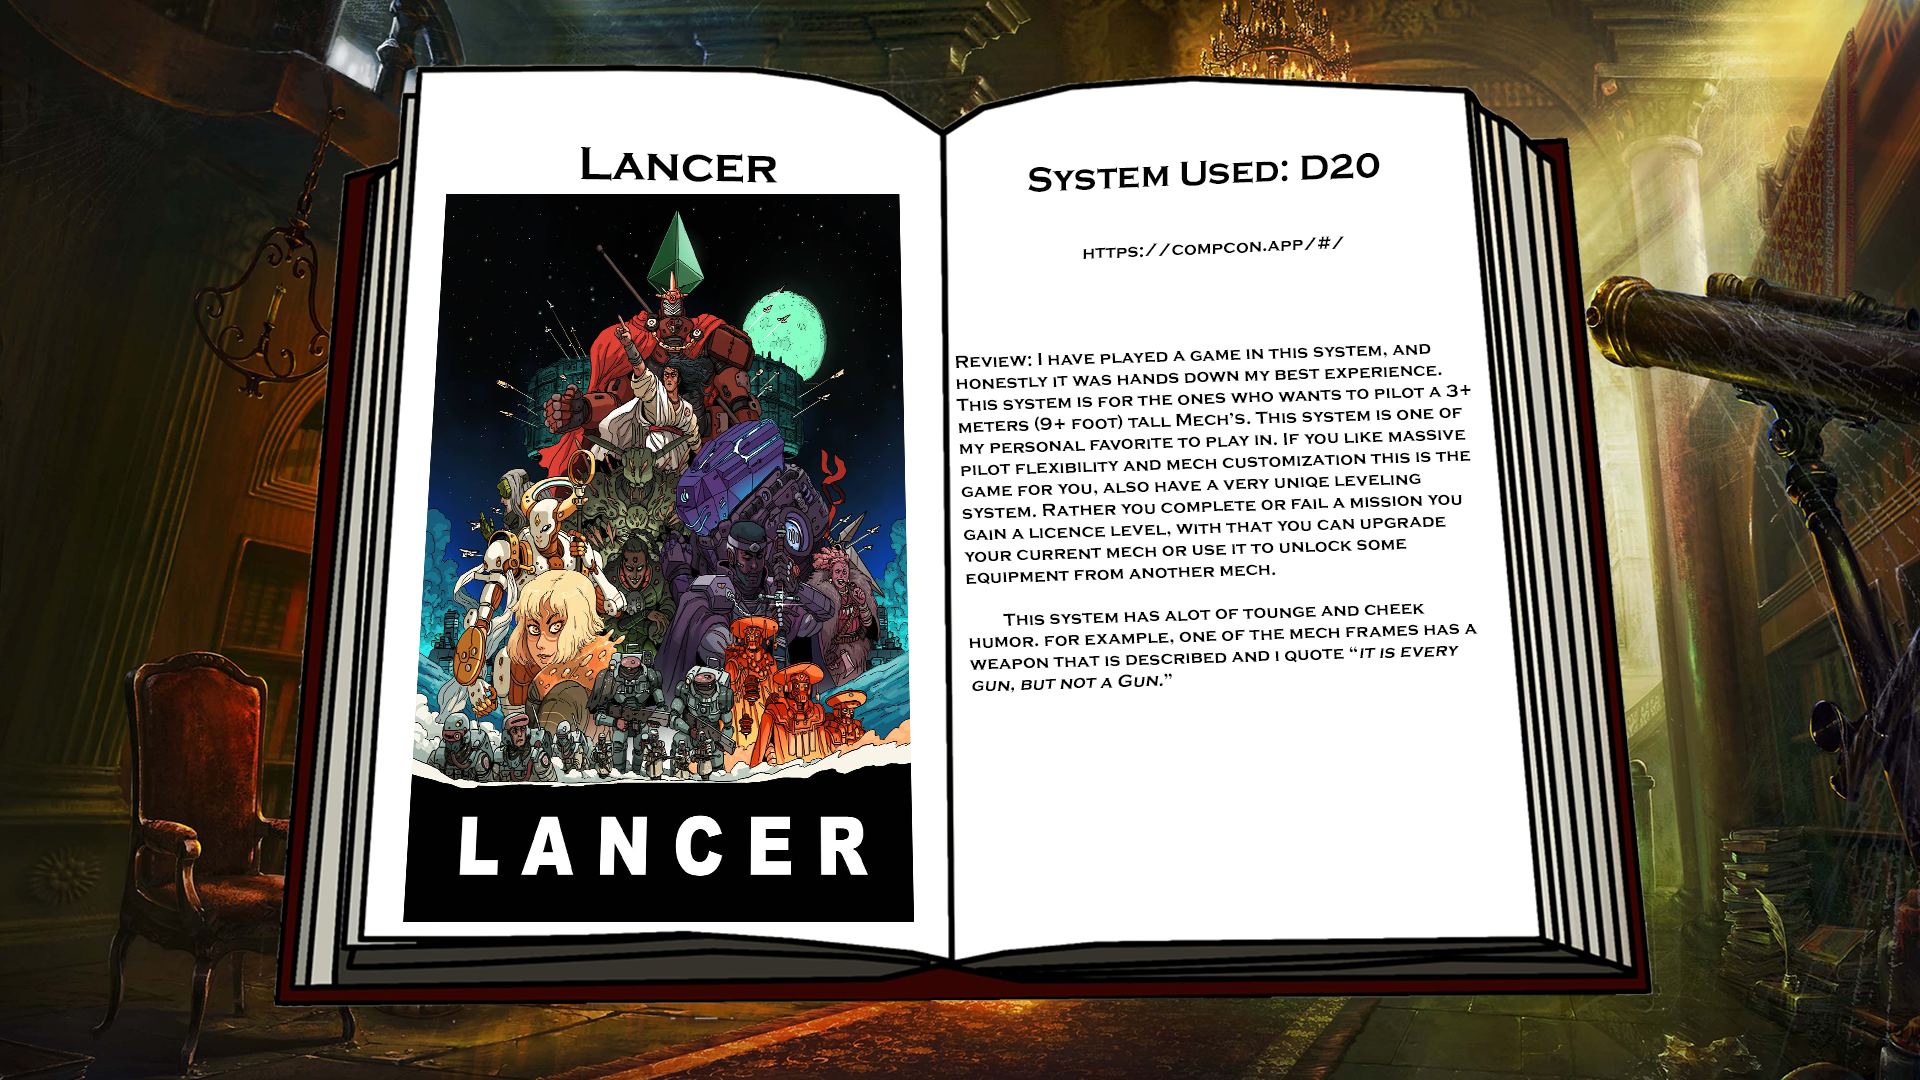 Lancer
LANCER
System Used: D20
https://compcon.app/#/
Review: I have played a game in this system, and
honestly it was hands down my best experience.
This system is for the ones who wants to pilot a 3+
meters (9+ foot) tall Mech's. This system is one of
my personal favorite to play in. If you like massive
pilot flexibility and mech customization this is the
game for you, also have a very uniqe leveling
system. Rather you complete or fail a mission you
gain a licence level, with that you can upgrade
your current mech or use it to unlock some
equipment from another mech.
This system has alot of tounge and cheek
humor. for example, one of the mech frames has a
weapon that is described and i quote “it is every
gun, but not a Gun.”